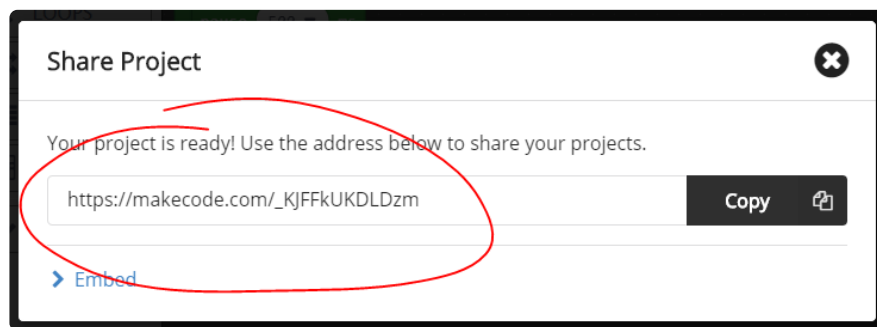 LOOPS
Share Project
Your project is ready! Use the address below to share your projects.
https://makecode.com/_KJFFkUKDLDzm
Copy
Embed